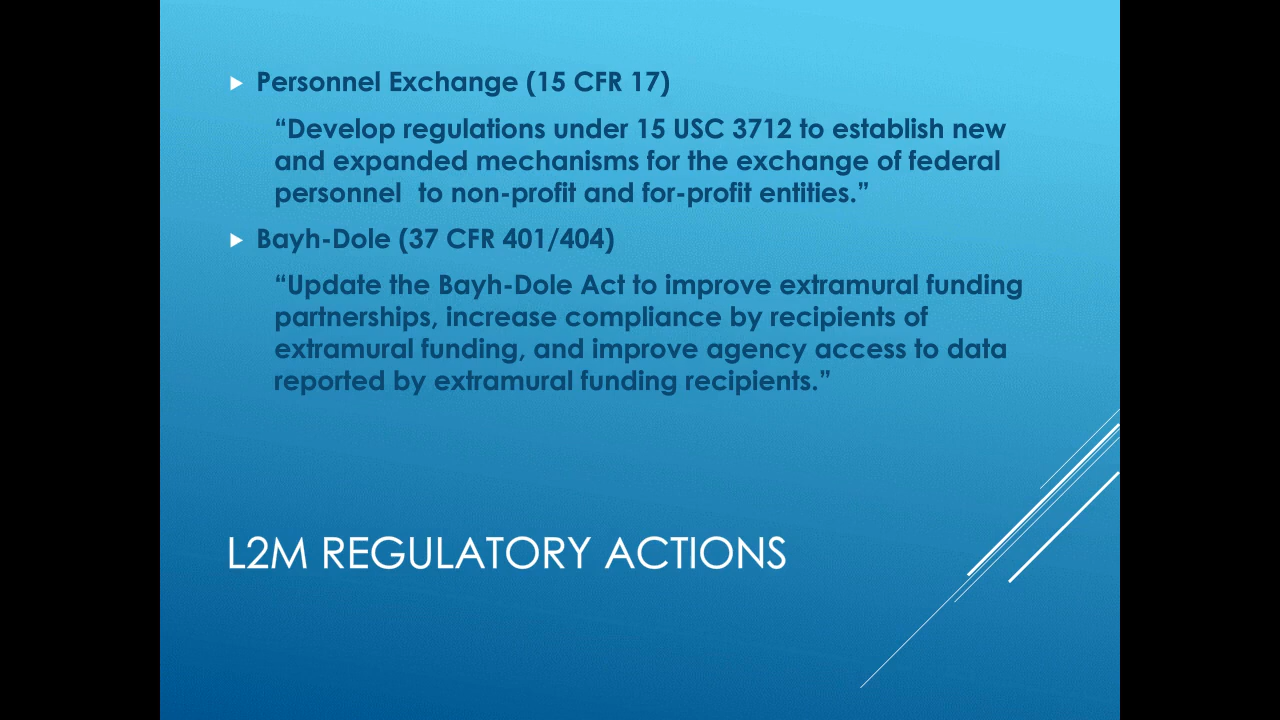 Personnel Exchange (15 CFR 17)
“Develop regulations under 15 USC 3712 to establish new
and expanded mechanisms for the exchange of federal
personnel  to non-profit and for-profit entities.”
Bayh-Dole (37 CFR 401/404)
“Update the Bayh-Dole Act to improve extramural funding
partnerships, increase compliance by recipients of
extramural funding, and improve agency access to data
reported by extramural funding recipients.”
L2M REGULATORY ACTIONS